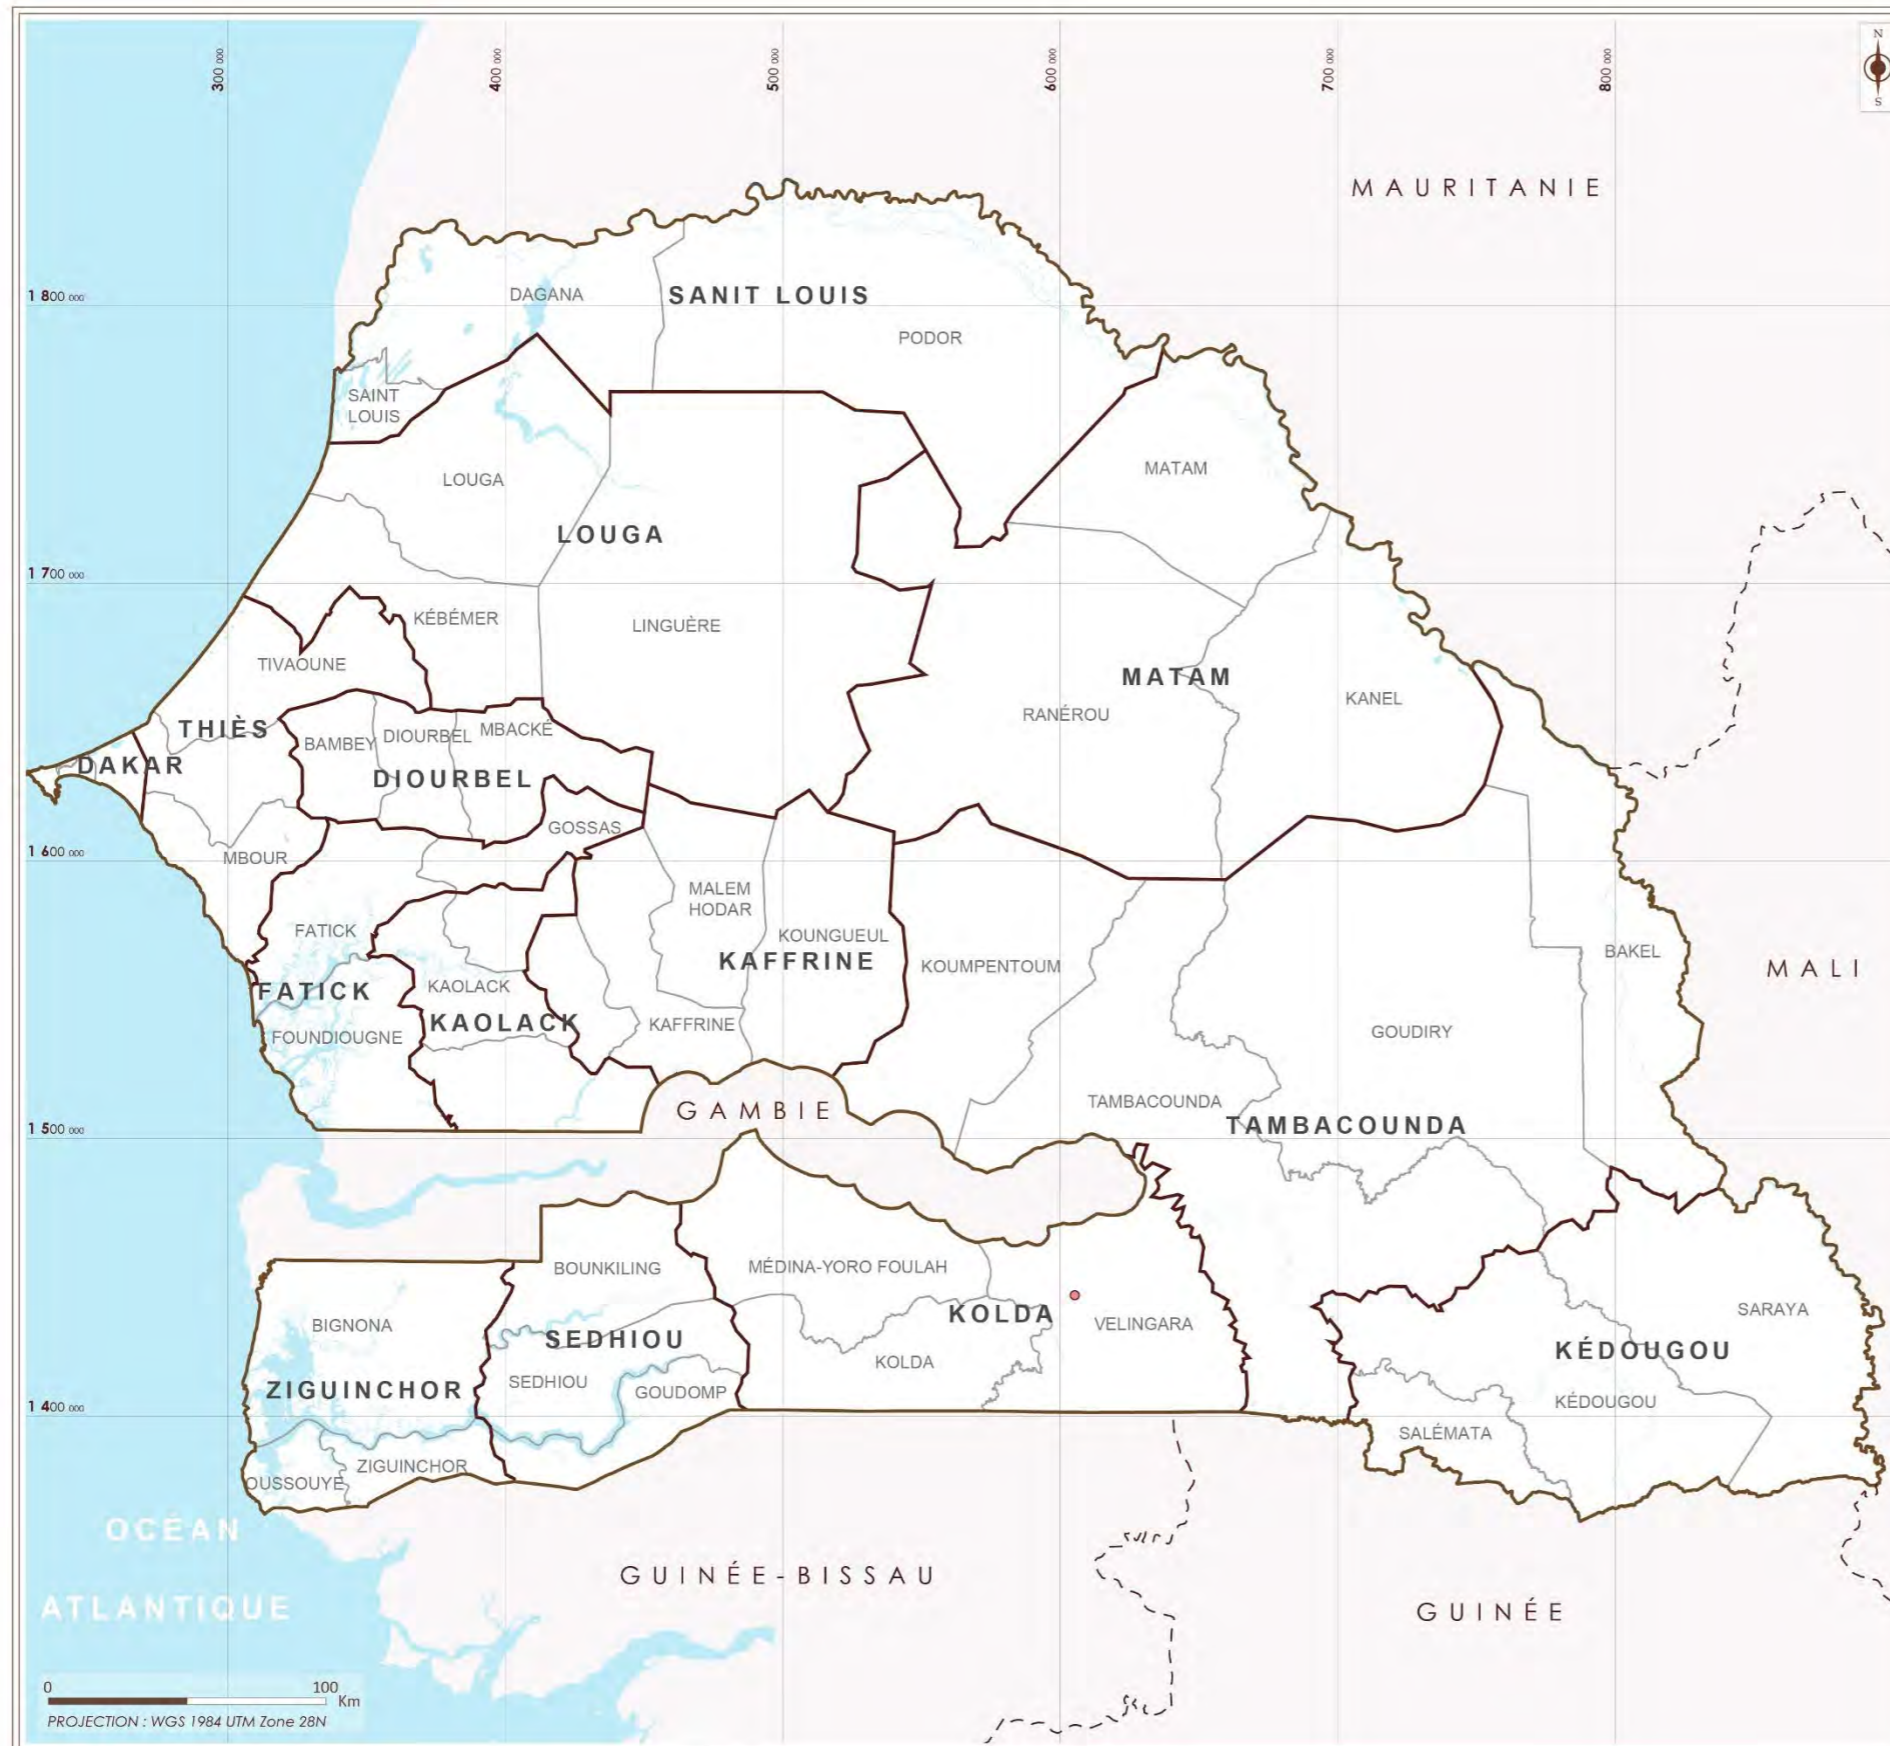 300 000
400 000
500 000
600 000
700 000
800 000
N
S
MAURITANIE
1 800 000
DAGANA
SANIT LOUIS
PODOR
SAINT
LOUIS
MATAM
LOUGA
LOUGA
1 700 000
KÉBÉMER
LINGUÈRE
TIVAOUNE
MATAM
KANEL
RANÉROU
THIÈS
BAMBEY
DIOURBEL
MBACKÉ
DAKAR
DIOURBEL
GOSSAS
1 600 000
MBOUR
MALEM
HODAR
FATICK
KOUNGUEUL
KAFFRINE
KOUMPENTOUM
BAKEL
MALI
FATICK
KAOLACK
KAOLACK
KAFFRINE
FOUNDIOUGNE
GOUDIRY
GAMBIE
TAMBACOUNDA
TAMBACOUNDA
1 500 000
BOUNKILING
MÉDINA-YORO FOULAH
BIGNONA
SEDHIOU
KOLDA
VELINGARA
SARAYA
KÉDOUGOU
KOLDA
SEDHIOU
GOUDOMP
ZIGUINCHOR
KÉDOUGOU
1 400 000
SALÉMATA
ZIGUINCHOR
OUSSOUYE
OCÉAN
ATLANTIQUE
GUINÉE-BISSAU
GUINÉE
0
100
Km
PROJECTION : WGS 1984 UTM Zone 28N